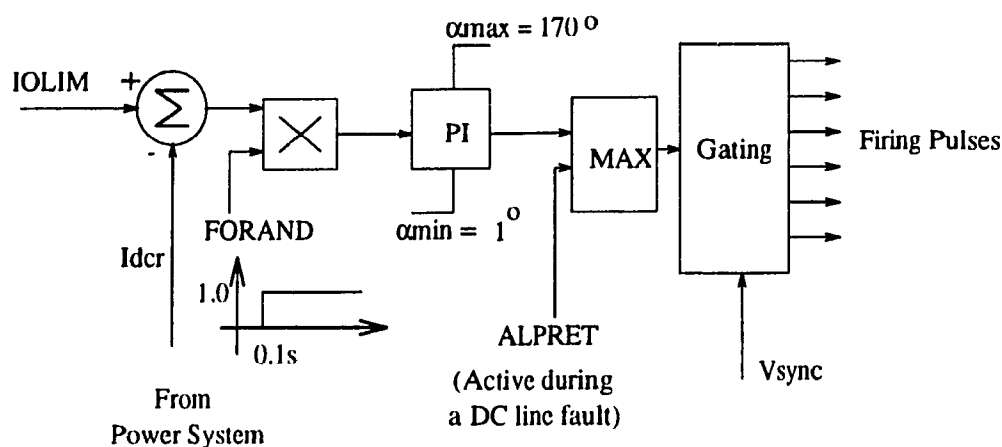 αmax = 170 o
IOLIM
+
Σ
-
PI
MAX
Gating
Firing Pulses
αmin = 1 o
FORAND
Idcr
1.0
0.1s
ALPRET
(Active during
a DC line fault)
Vsync
From
Power System